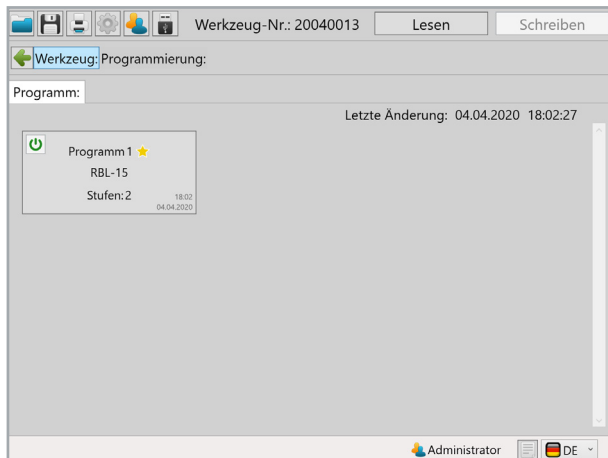 Werkzeug-Nr.: 20040013 Lesen Schreiben
Werkzeug: Programmierung:
Programm:
Letzte Änderung: 04.04.2020 18:02:27
Programm 1
RBL-15
Stufen: 2
18:02
04.04.2020
Administrator DE